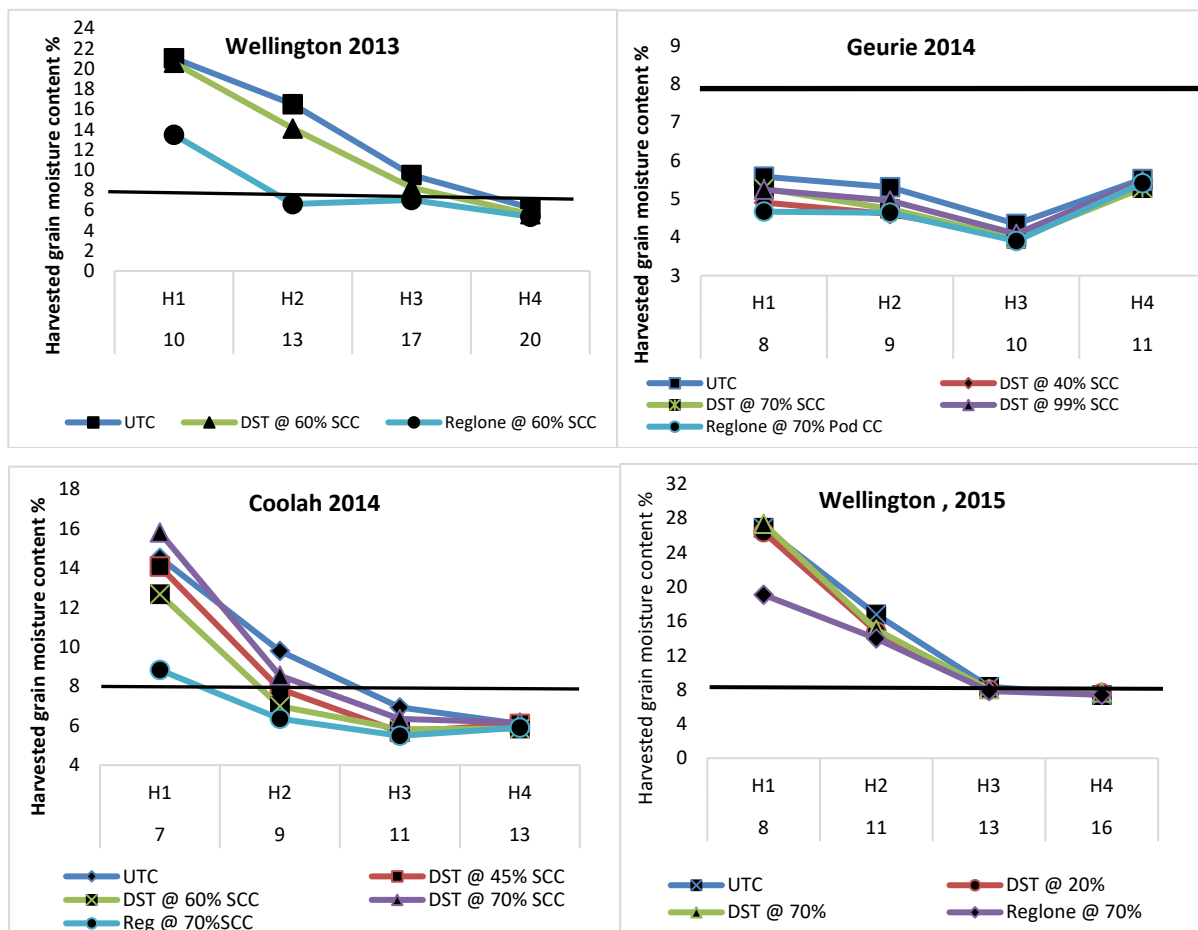 Wellington 2013
Harvested grain moisture content %
24
22
20
18
16
14
12
10
8
6
4
2
0
H1 H2 H3 H4
10 13 17 20
UTC DST @ 60% SCC Reglone @ 60% SCC
Geurie 2014
Harvested grain moisture content %
9
8
7
6
5
4
3
H1 H2 H3 H4
8 9 10 11
UTC DST @ 40% SCC
DST @ 70% SCC DST @ 99% SCC
Reglone @ 70% Pod CC
Coolah 2014
Harvested grain moisture content %
18
16
14
12
10
8
6
4
H1 H2 H3 H4
7 9 11 13
UTC DST @ 45% SCC
DST @ 60% SCC DST @ 70% SCC
Reg @ 70%SCC
Wellington , 2015
Harvested grain moisture content %
32
28
24
20
16
12
8
4
0
H1 H2 H3 H4
8 11 13 16
UTC DST @ 20%
DST @ 70% Reglone @ 70%